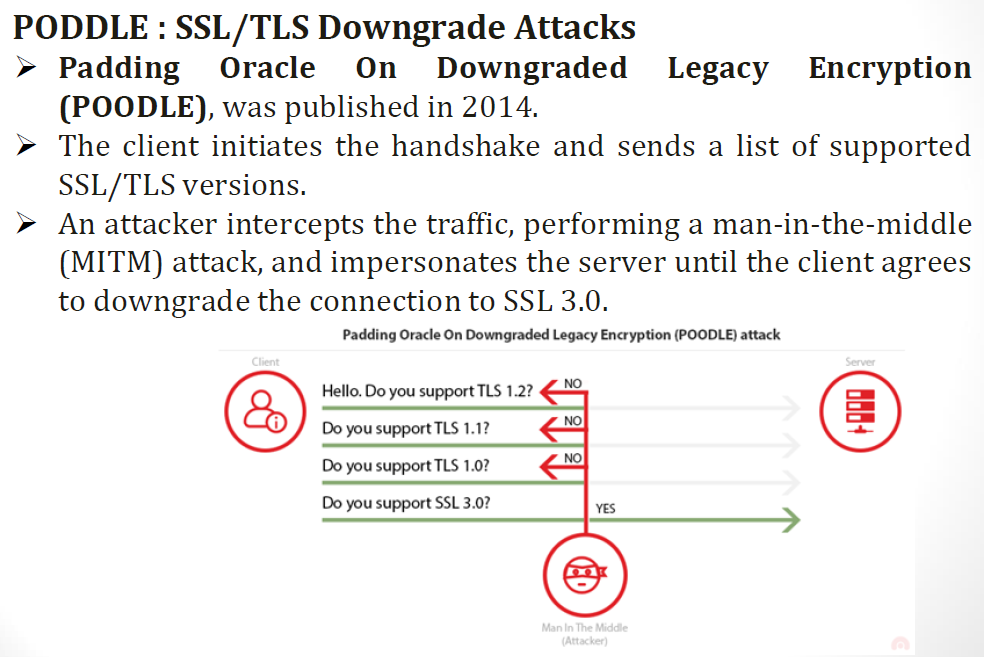 PODDLE : SSL/TLS Downgrade Attacks
➢ Padding Oracle On Downgraded Legacy Encryption
(POODLE), was published in 2014.
➢ The client initiates the handshake and sends a list of supported
SSL/TLS versions.
➢ An attacker intercepts the traffic, performing a man-in-the-middle
(MITM) attack, and impersonates the server until the client agrees
to downgrade the connection to SSL 3.0.
Padding Oracle On Downgraded Legacy Encryption (POODLE) attack
Client
Server
Hello. Do you support TLS 1.2?
NO
Do you support TLS 1.1?
NO
Do you support TLS 1.0?
NO
Do you support SSL 3.0?
YES
Man In The Middle
(Attacker)